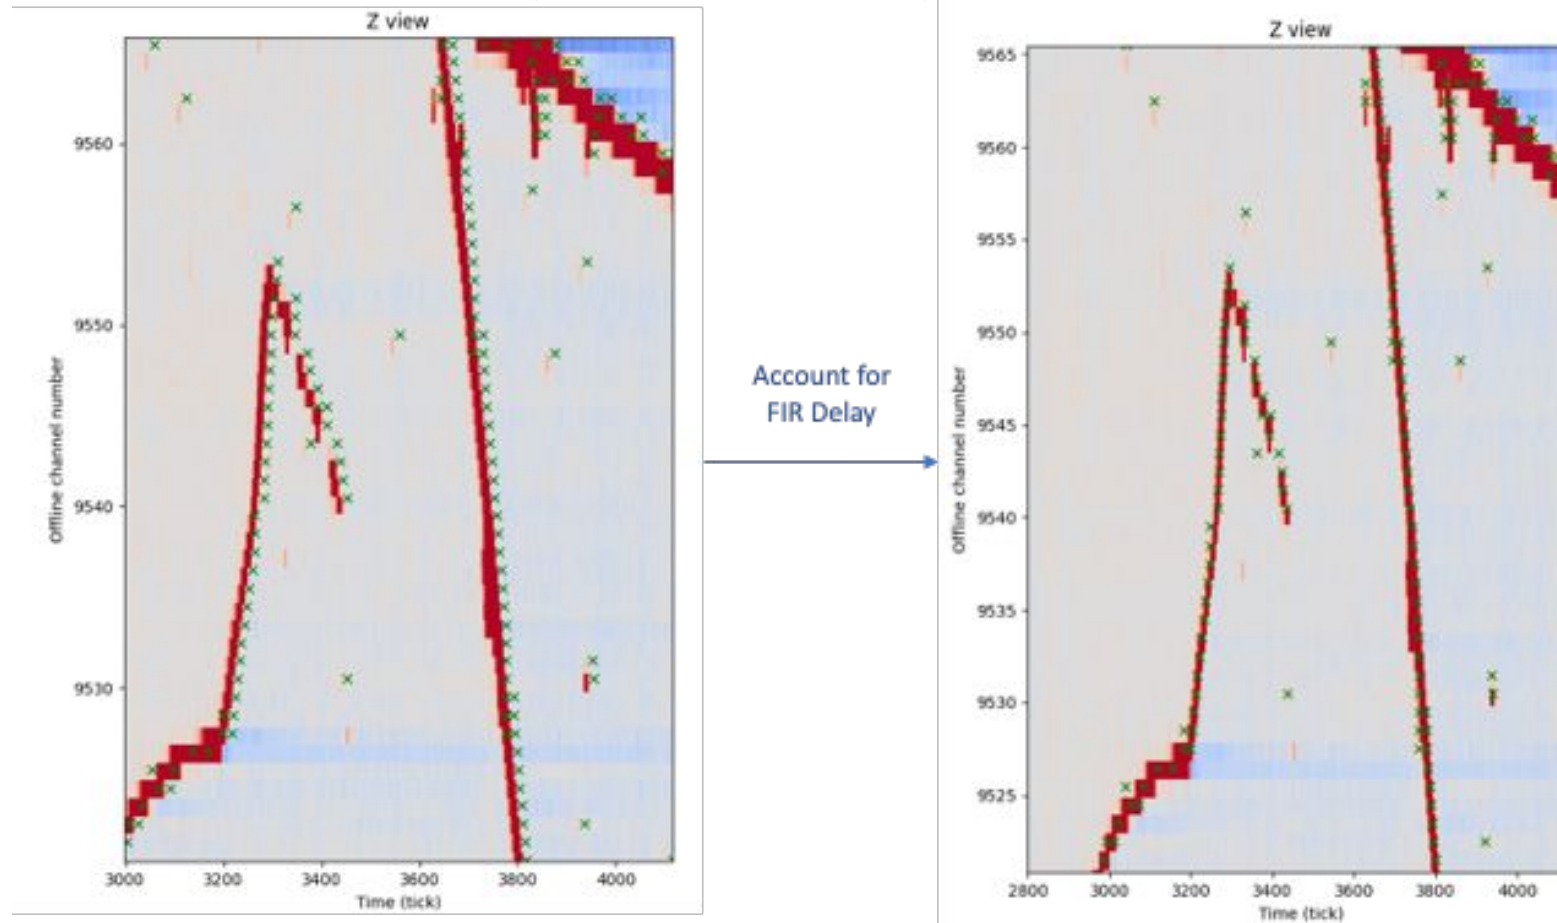 Z view
9560
9550
9540
9530
Offline channel number
3000 3200 3400 3600 3800 4000
Time (tick)
Account for
FIR Delay
Z view
9565
9560
9555
9550
9545
9540
9535
9530
9525
Offline channel number
2800 3000 3200 3400 3600 3800 4000
Time (tick)